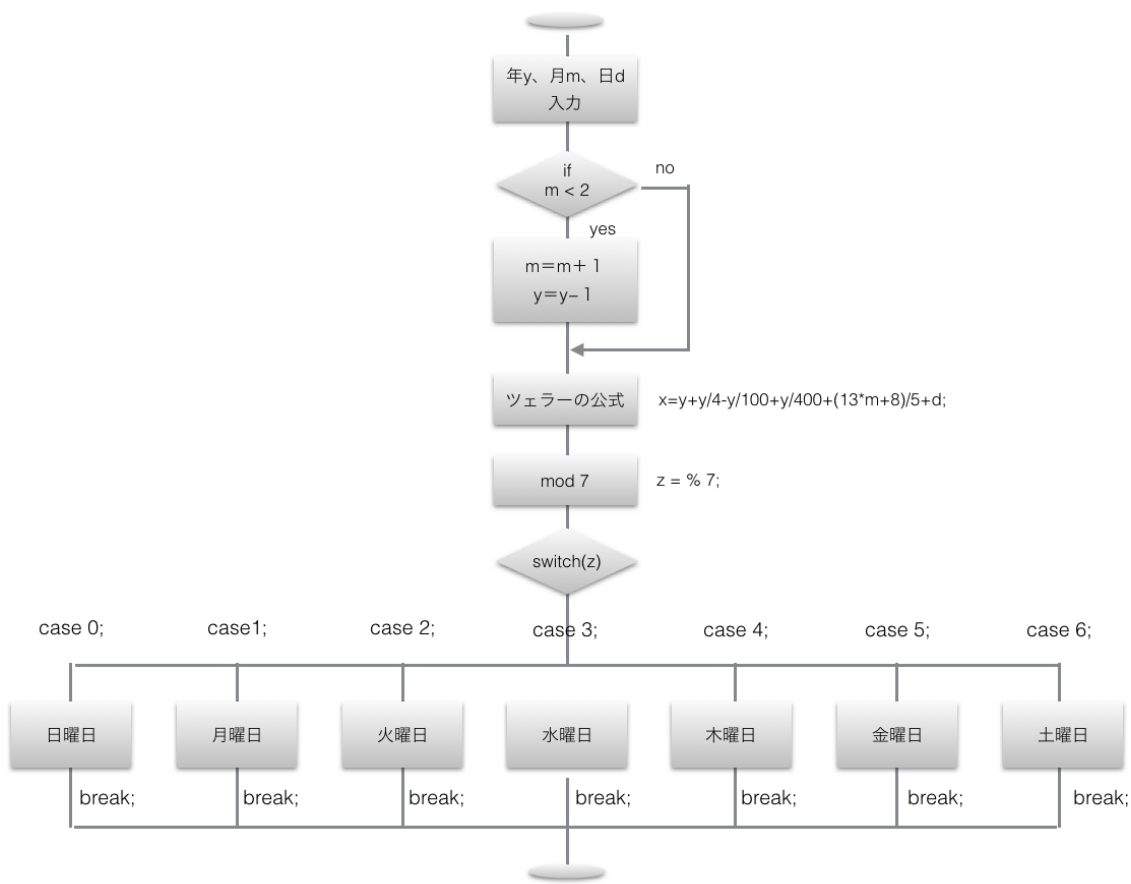 年y、月m、日d
入力
if
m < 2
no
yes
m＝m＋１
y＝y−１
ツェラーの公式
x=y+y/4-y/100+y/400+(13*m+8)/5+d;
mod 7
z = % 7;
switch(z)
case 0;
case1;
case 2;
case 3;
case 4;
case 5;
case 6;
日曜日
月曜日
火曜日
水曜日
木曜日
金曜日
土曜日
break;
break;
break;
break;
break;
break;
break;